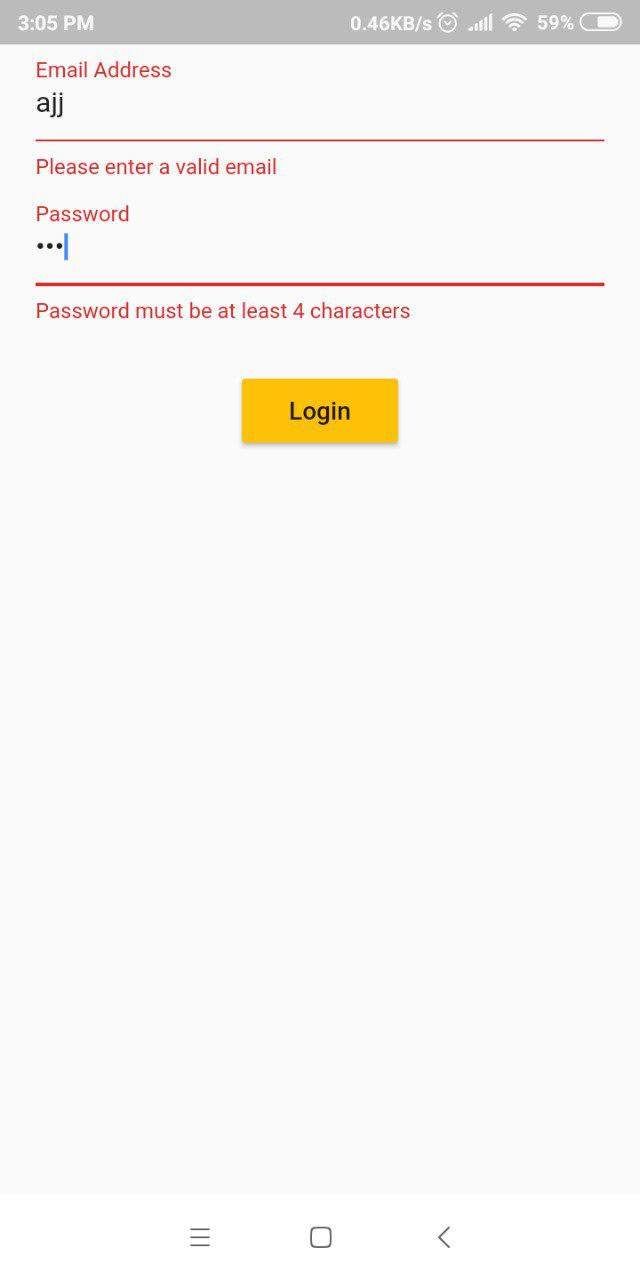 3:05 PM 0.46KB/s 59%
Email Address
ajj
Please enter a valid email
Password
•••
Password must be at least 4 characters
Login